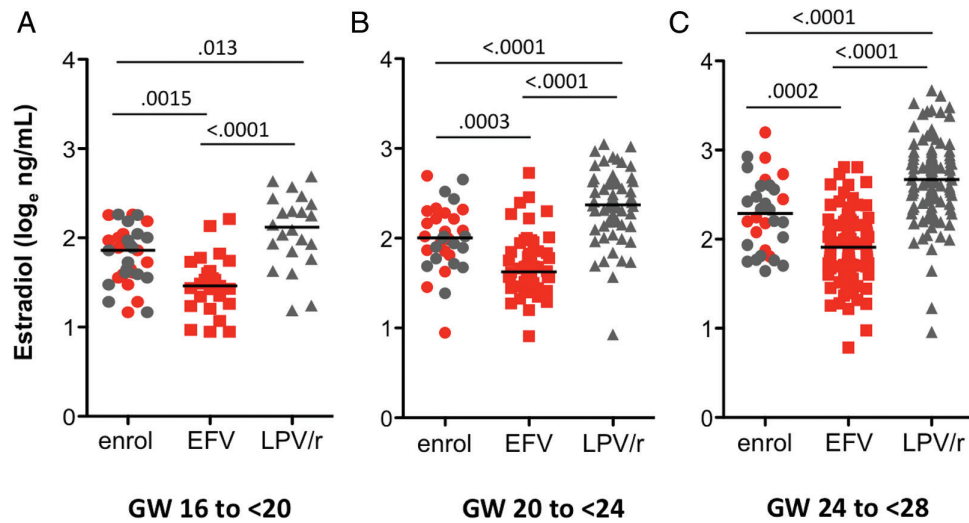 A
B
C
Estradiol (logₑ ng/mL)
4
3
2
1
0
.013
.0015
<.0001
enrol EFV LPV/r
GW 16 to <20
4
3
2
1
0
<.0001
<.0001
.0003
enrol EFV LPV/r
GW 20 to <24
4
3
2
1
0
<.0001
<.0001
.0002
enrol EFV LPV/r
GW 24 to <28